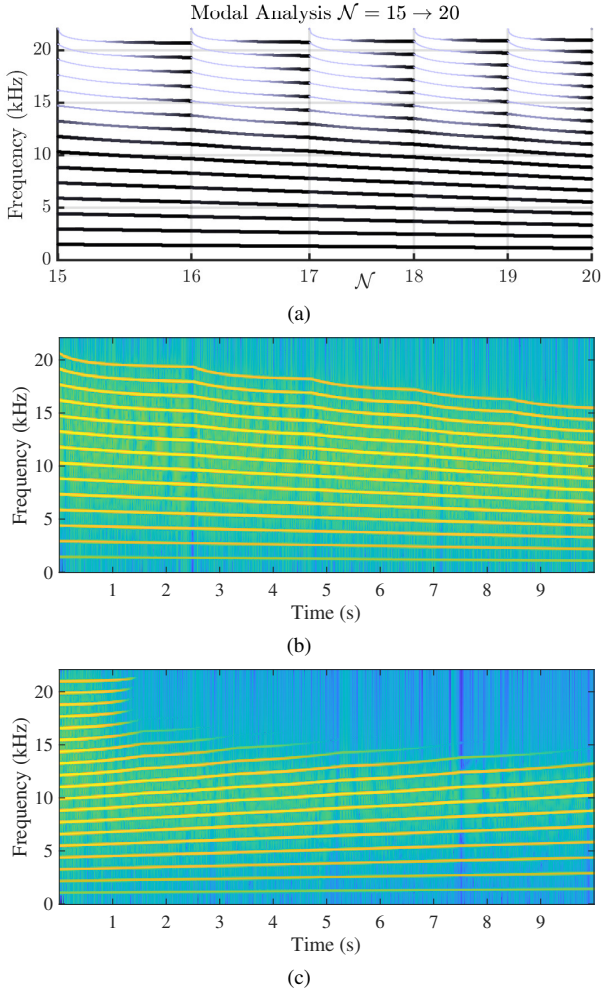 Modal Analysis 𝒩 = 15 → 20
Frequency (kHz)
20
15
10
5
0
15 16 17 18 19 20
𝒩
(a)
Frequency (kHz)
20
15
10
5
0
1 2 3 4 5 6 7 8 9
Time (s)
(b)
Frequency (kHz)
20
15
10
5
0
1 2 3 4 5 6 7 8 9
Time (s)
(c)